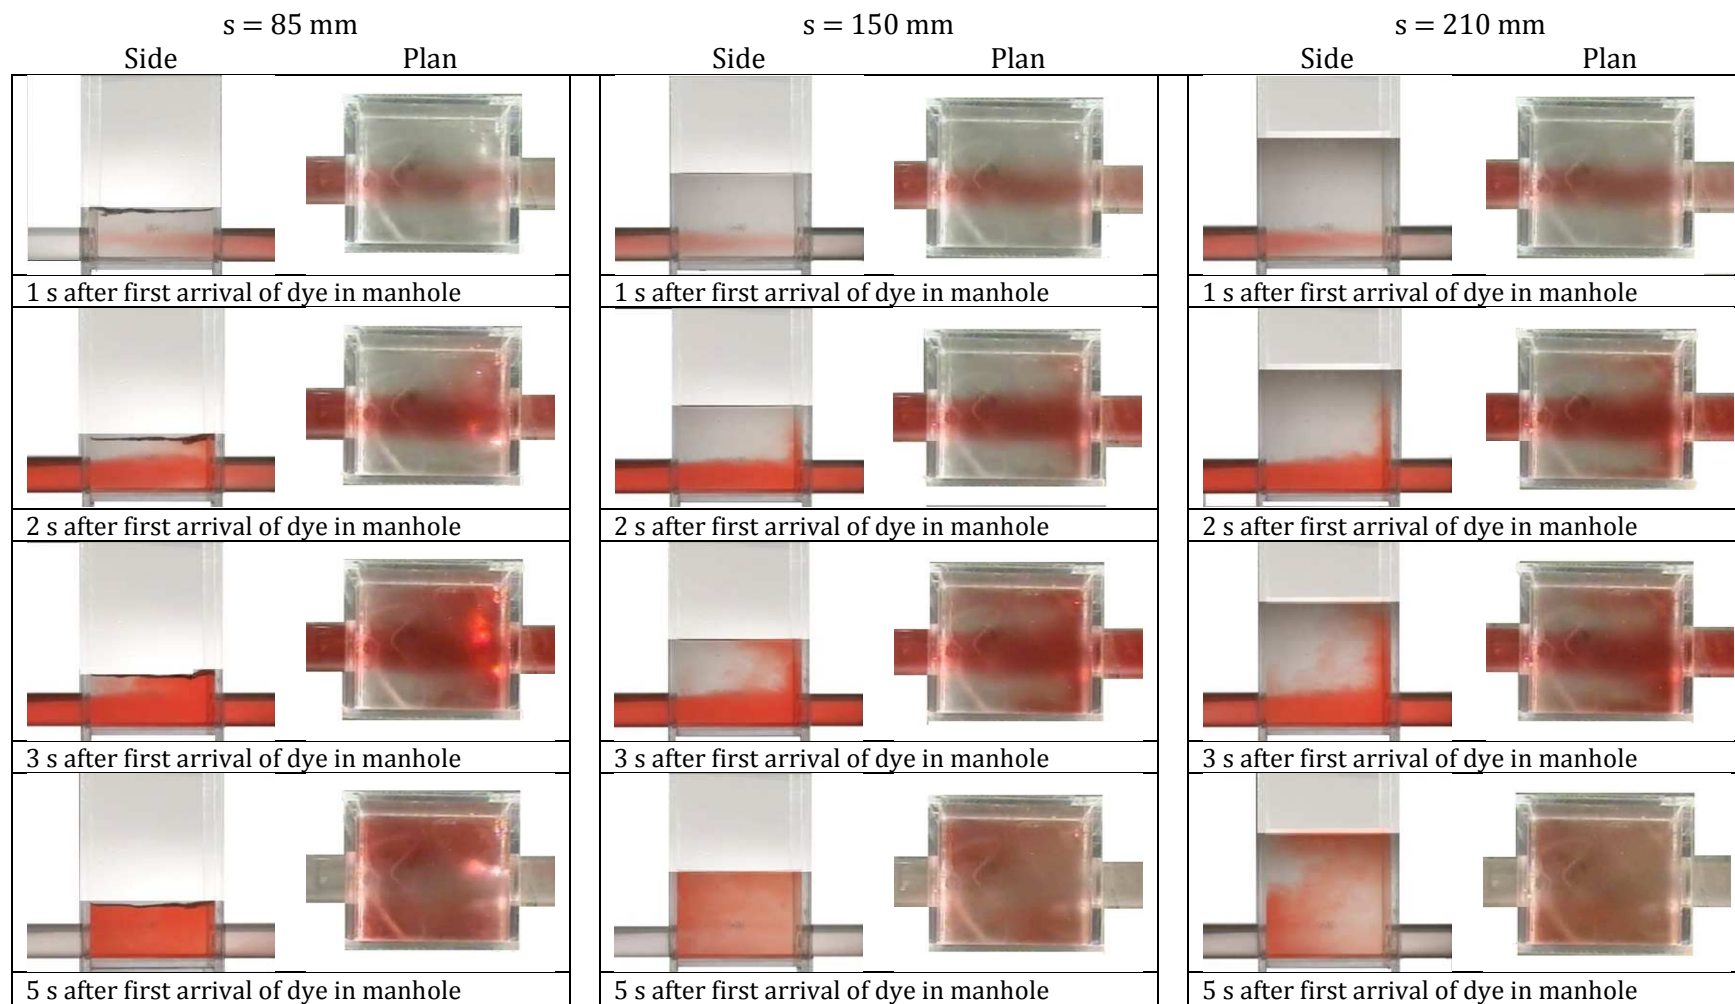 s = 85 mm
s = 150 mm
s = 210 mm
Side Plan
Side Plan
Side Plan
1 s after first arrival of dye in manhole
1 s after first arrival of dye in manhole
1 s after first arrival of dye in manhole
2 s after first arrival of dye in manhole
2 s after first arrival of dye in manhole
2 s after first arrival of dye in manhole
3 s after first arrival of dye in manhole
3 s after first arrival of dye in manhole
3 s after first arrival of dye in manhole
5 s after first arrival of dye in manhole
5 s after first arrival of dye in manhole
5 s after first arrival of dye in manhole